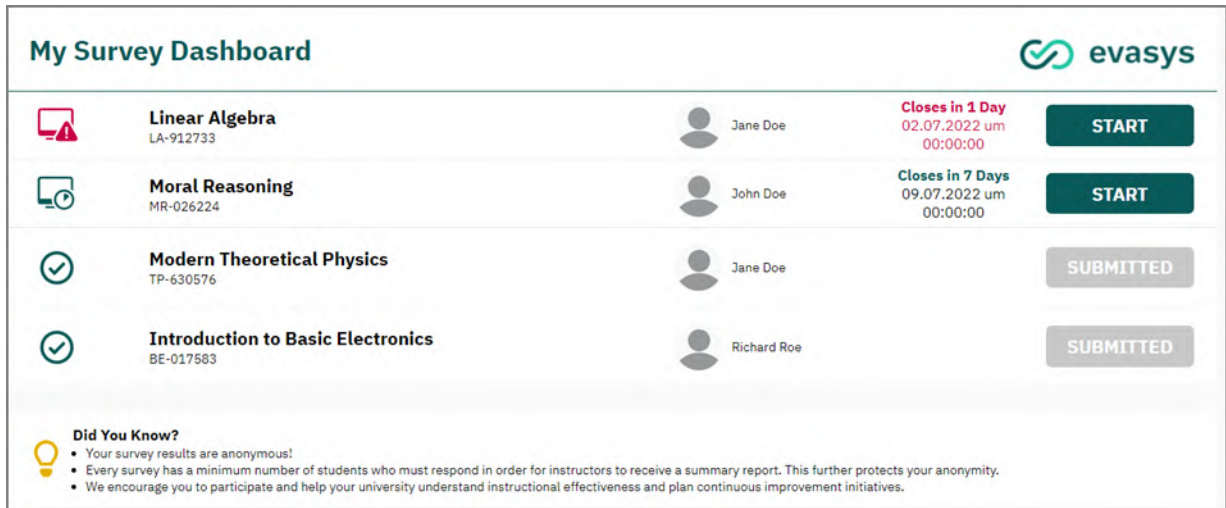 My Survey Dashboard
evasys
Linear Algebra
LA-912733
Jane Doe
Closes in 1 Day
02.07.2022 um
00:00:00
START
Moral Reasoning
MR-026224
John Doe
Closes in 7 Days
09.07.2022 um
00:00:00
START
Modern Theoretical Physics
TP-630576
Jane Doe
SUBMITTED
Introduction to Basic Electronics
BE-017583
Richard Roe
SUBMITTED
Did You Know?
• Your survey results are anonymous!
• Every survey has a minimum number of students who must respond in order for instructors to receive a summary report. This further protects your anonymity.
• We encourage you to participate and help your university understand instructional effectiveness and plan continuous improvement initiatives.